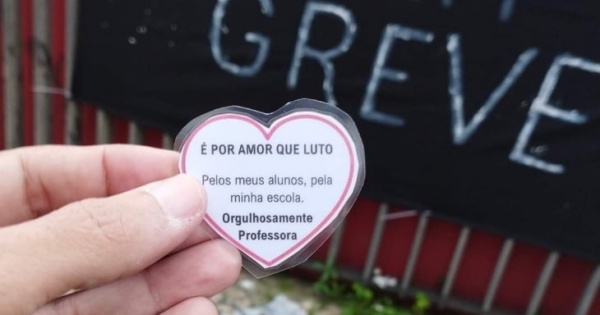 GREVE
É POR AMOR QUE LUTO
Pelos meus alunos, pela
minha escola.
Orgulhosamente
Professora